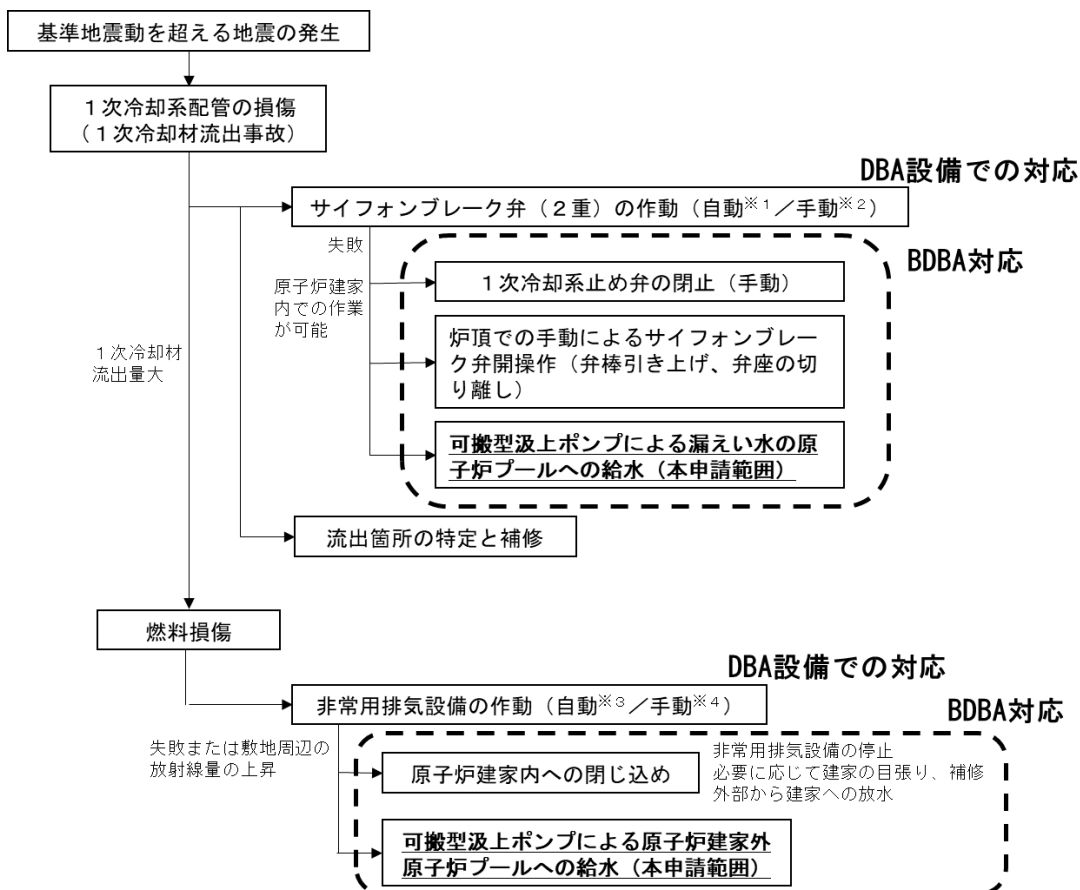 基準地震動を超える地震の発生
１次冷却系配管の損傷
（１次冷却材流出事故）
DBA設備での対応
サイフォンブレーク弁（２重）の作動（自動※１／手動※２）
失敗
BDBA対応
原子炉建家
内での作業
が可能
１次冷却系止め弁の閉止（手動）
炉頂での手動によるサイフォンブレー
ク弁開操作（弁棒引き上げ、弁座の切
り離し）
１次冷却材
流出量大
可搬型汲上ポンプによる漏えい水の原
子炉プールへの給水（本申請範囲）
流出箇所の特定と補修
燃料損傷
DBA設備での対応
非常用排気設備の作動（自動※３／手動※４）
BDBA対応
失敗または敷地周辺の
放射線量の上昇
原子炉建家内への閉じ込め
非常用排気設備の停止
必要に応じて建家の目張り、補修
外部から建家への放水
可搬型汲上ポンプによる原子炉建家外
原子炉プールへの給水（本申請範囲）